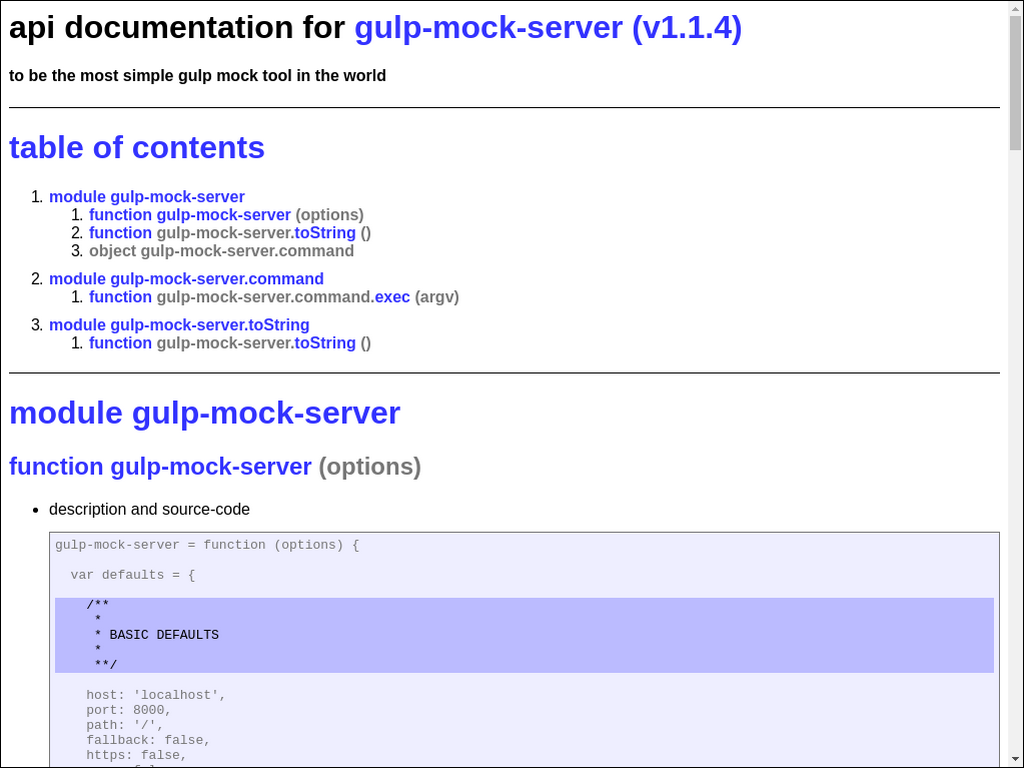 api documentation for gulp-mock-server (v1.1.4)
to be the most simple gulp mock tool in the world
table of contents
1. module gulp-mock-server
1. function gulp-mock-server (options)
2. function gulp-mock-server.toString ()
3. object gulp-mock-server.command
2. module gulp-mock-server.command
1. function gulp-mock-server.command.exec (argv)
3. module gulp-mock-server.toString
1. function gulp-mock-server.toString ()
module gulp-mock-server
function gulp-mock-server (options)
• description and source-code
gulp-mock-server = function (options) {
var defaults = {
/**
*
* BASIC DEFAULTS
*
**/
host: 'localhost',
port: 8000,
path: '/',
fallback: false,
https: false,